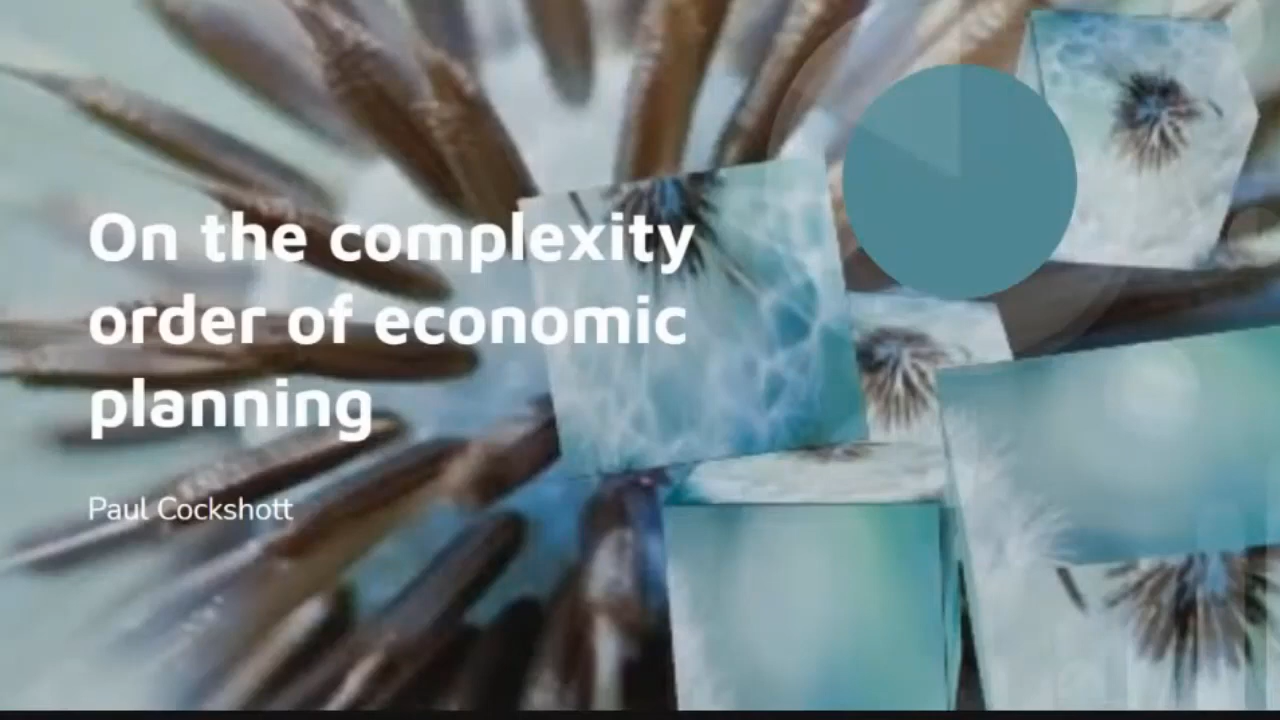 On the complexity
order of economic
planning
Paul Cockshott